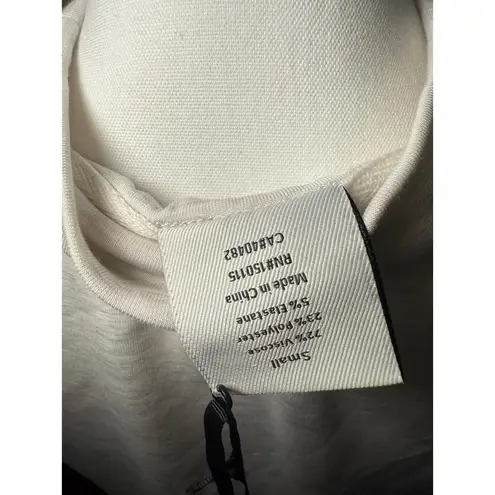 Small
72% Viscose
23% Polyester
5% Elastane
Made in China
RN#150115
CA#40482